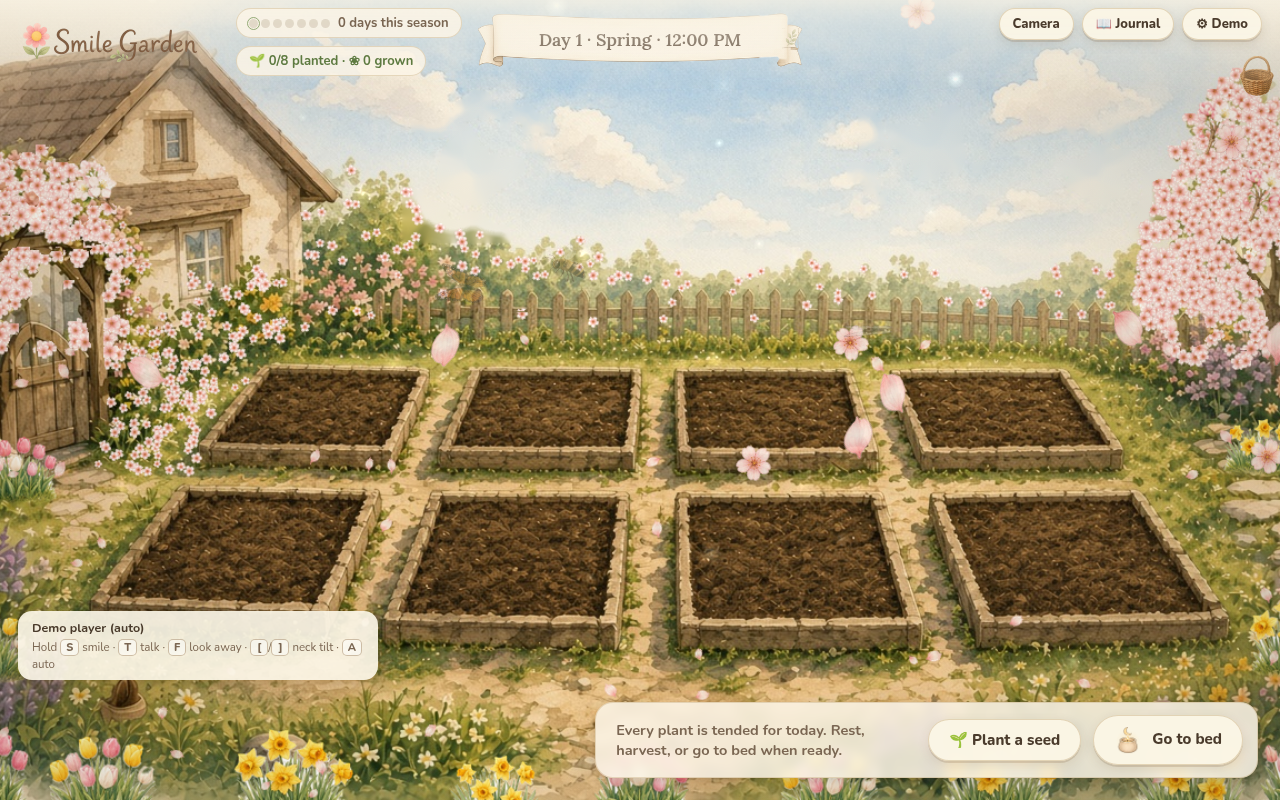 Smile Garden
0 days this season
0/8 planted · 0 grown
Day 1 · Spring · 12:00 PM
Camera
Journal
Demo
Demo player (auto)
Hold S smile · T talk · F look away · [ / ] neck tilt · A
auto
Every plant is tended for today. Rest,
harvest, or go to bed when ready.
Plant a seed
Go to bed